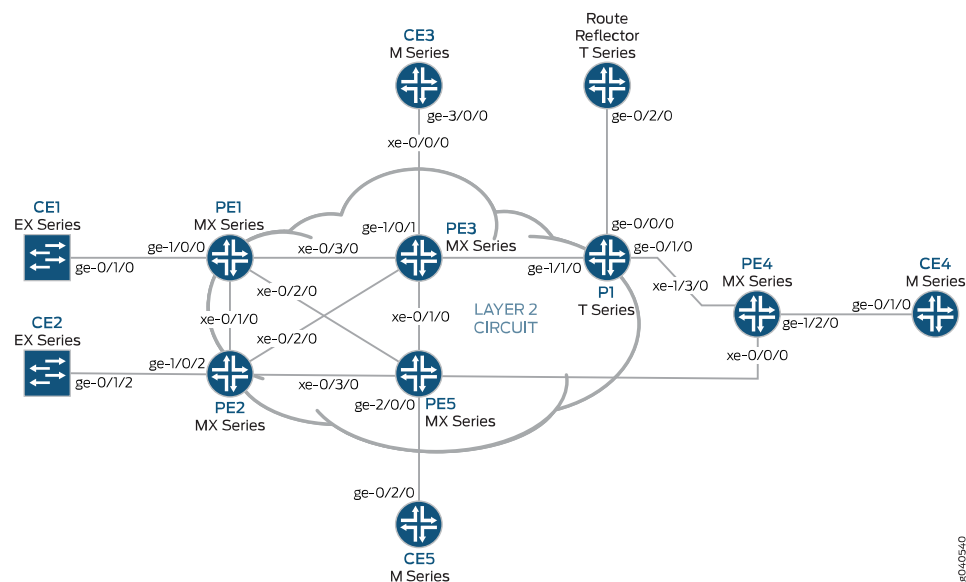 CE3
M Series
Route
Reflector
T Series
ge-3/0/0
ge-0/2/0
xe-0/0/0
CE1
EX Series
PE1
MX Series
ge-1/0/1
PE3
MX Series
ge-0/0/0
ge-1/0/0
xe-0/3/0
ge-0/1/0
ge-0/1/0
ge-1/1/0
P1
T Series
PE4
MX Series
CE4
M Series
xe-1/3/0
xe-0/2/0
ge-0/1/0
LAYER 2
CIRCUIT
xe-0/1/0
xe-0/1/0
ge-1/2/0
CE2
EX Series
xe-0/2/0
xe-0/0/0
ge-1/0/2
ge-0/1/2
xe-0/3/0
PE2
MX Series
ge-2/0/0
PE5
MX Series
ge-0/2/0
CE5
M Series
g040540